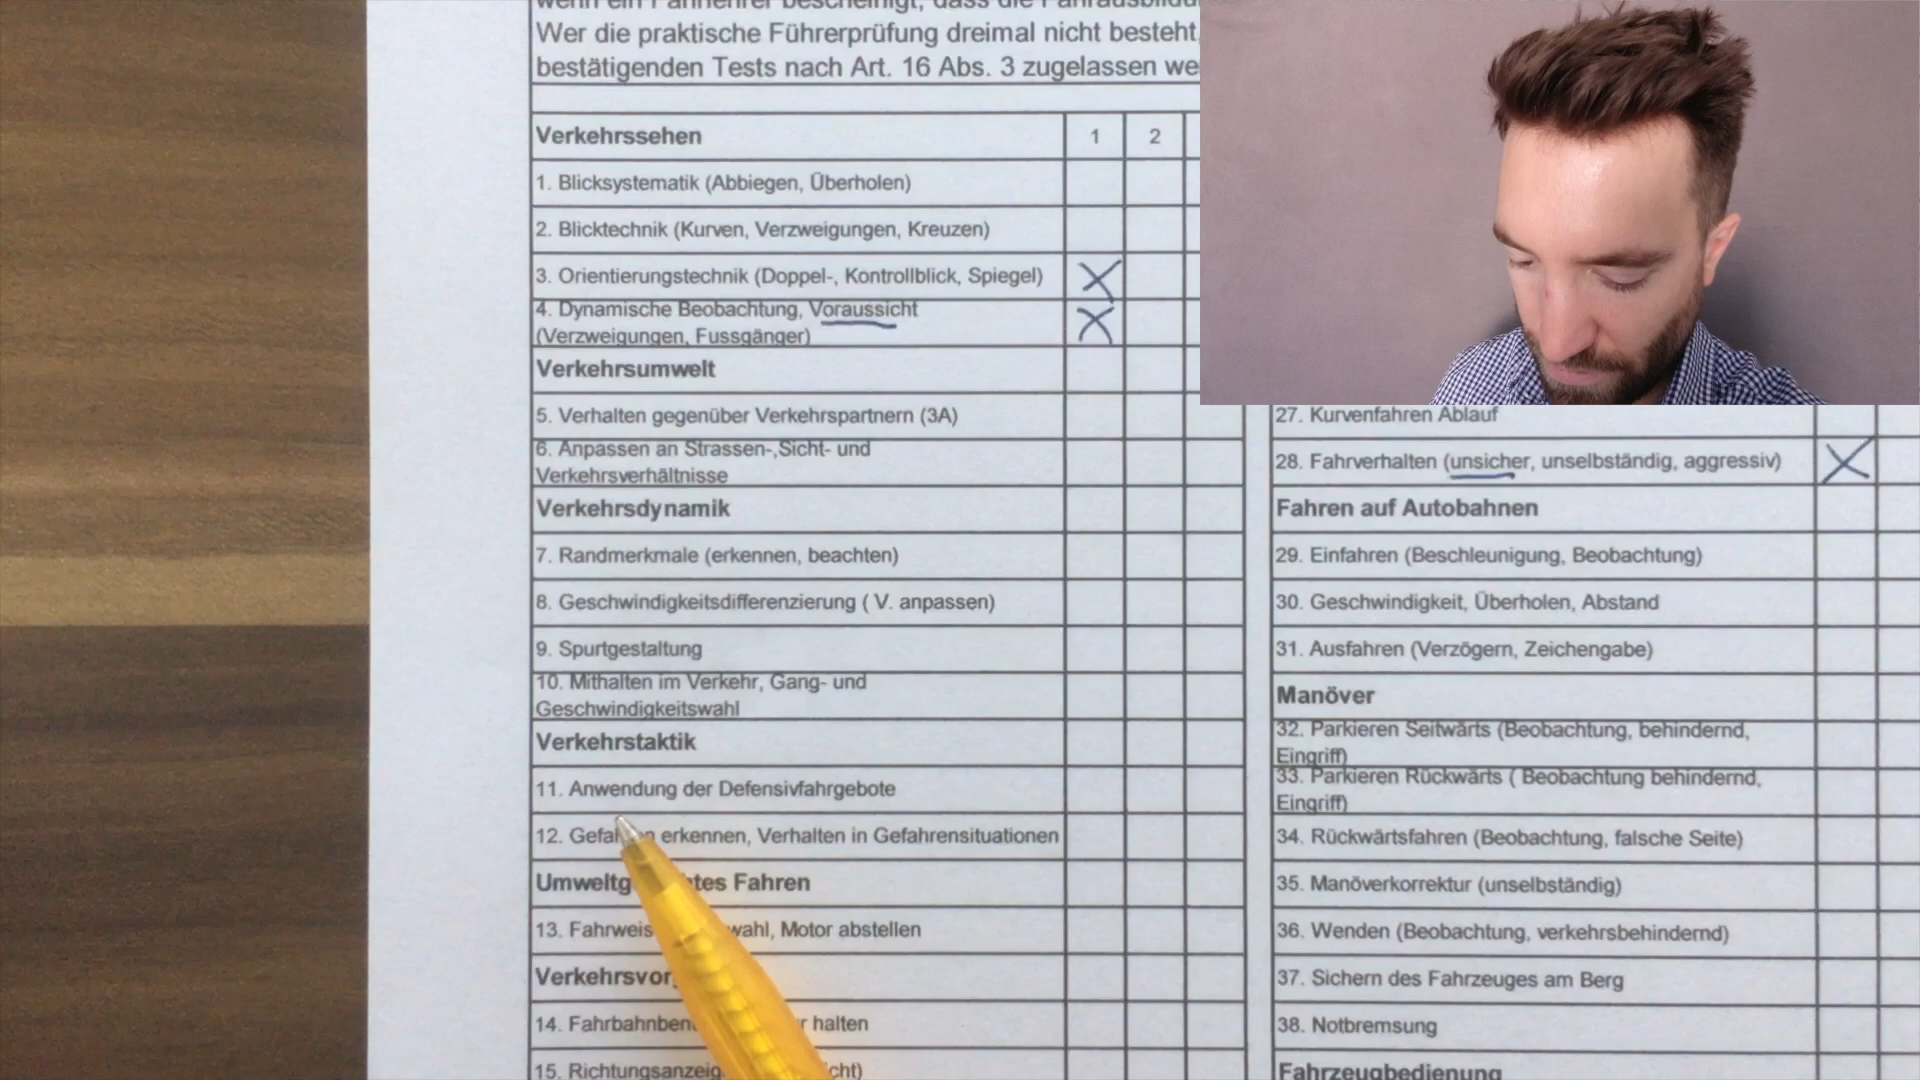 Wer die praktische Führerprüfung dreimal nicht besteht,
bestätigenden Tests nach Art. 16 Abs. 3 zugelassen we
Verkehrssehen 1 2
1. Blicksystematik (Abbiegen, Überholen)
2. Blicktechnik (Kurven, Verzweigungen, Kreuzen)
3. Orientierungstechnik (Doppel-, Kontrollblick, Spiegel) X
4. Dynamische Beobachtung, Voraussicht X
(Verzweigungen, Fussgänger)
Verkehrsumwelt
5. Verhalten gegenüber Verkehrspartnern (3A)
6. Anpassen an Strassen-,Sicht- und
Verkehrsverhältnisse
Verkehrsdynamik
7. Randmerkmale (erkennen, beachten)
8. Geschwindigkeitsdifferenzierung ( V. anpassen)
9. Spurtgestaltung
10. Mithalten im Verkehr, Gang- und
Geschwindigkeitswahl
Verkehrstaktik
11. Anwendung der Defensivfahrgebote
12. erkennen, Verhalten in Gefahrensituationen
Fahren
13. Motor abstellen
14. halten
15.
27. Kurvenfahren Ablauf
28. Fahrverhalten (unsicher, unselbständig, aggressiv) X
Fahren auf Autobahnen
29. Einfahren (Beschleunigung, Beobachtung)
30. Geschwindigkeit, Überholen, Abstand
31. Ausfahren (Verzögern, Zeichengabe)
Manöver
32. Parkieren Seitwärts (Beobachtung, behindernd,
Eingriff)
33. Parkieren Rückwärts ( Beobachtung behindernd,
Eingriff)
34. Rückwärtsfahren (Beobachtung, falsche Seite)
35. Manöverkorrektur (unselbständig)
36. Wenden (Beobachtung, verkehrsbehindernd)
37. Sichern des Fahrzeuges am Berg
38. Notbremsung
Fahrzeugbedienung